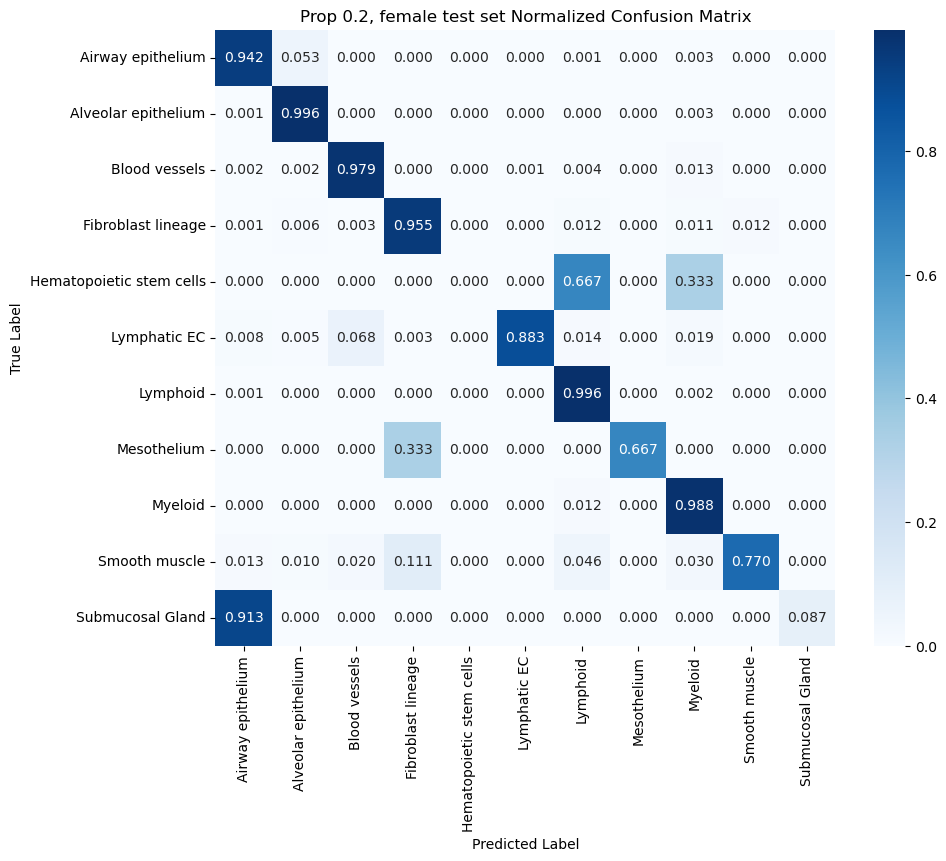 Prop 0.2, female test set Normalized Confusion Matrix
Airway epithelium 0.942 0.053 0.000 0.000 0.000 0.000 0.001 0.000 0.003 0.000 0.000
Alveolar epithelium 0.001 0.996 0.000 0.000 0.000 0.000 0.000 0.000 0.003 0.000 0.000
Blood vessels 0.002 0.002 0.979 0.000 0.000 0.001 0.004 0.000 0.013 0.000 0.000
Fibroblast lineage 0.001 0.006 0.003 0.955 0.000 0.000 0.012 0.000 0.011 0.012 0.000
Hematopoietic stem cells 0.000 0.000 0.000 0.000 0.000 0.000 0.667 0.000 0.333 0.000 0.000
Lymphatic EC 0.008 0.005 0.068 0.003 0.000 0.883 0.014 0.000 0.019 0.000 0.000
Lymphoid 0.001 0.000 0.000 0.000 0.000 0.000 0.996 0.000 0.002 0.000 0.000
Mesothelium 0.000 0.000 0.000 0.333 0.000 0.000 0.000 0.667 0.000 0.000 0.000
Myeloid 0.000 0.000 0.000 0.000 0.000 0.000 0.012 0.000 0.988 0.000 0.000
Smooth muscle 0.013 0.010 0.020 0.111 0.000 0.000 0.046 0.000 0.030 0.770 0.000
Submucosal Gland 0.913 0.000 0.000 0.000 0.000 0.000 0.000 0.000 0.000 0.000 0.087
True Label
Airway epithelium
Alveolar epithelium
Blood vessels
Fibroblast lineage
Hematopoietic stem cells
Lymphatic EC
Lymphoid
Mesothelium
Myeloid
Smooth muscle
Submucosal Gland
Predicted Label
0.8
0.6
0.4
0.2
0.0